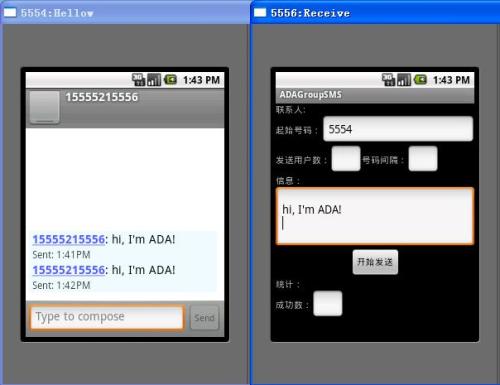 5554:Hellow
1:43 PM
15555215556
15555215556: hi, I'm ADA!
Sent: 1:41PM
15555215556: hi, I'm ADA!
Sent: 1:42PM
Type to compose
Send
5556:Receive
1:43 PM
ADAGroupSMS
联系人:
起始号码： 5554
发送用户数： 号码间隔：
信息：
hi, I'm ADA!
开始发送
统计：
成功数：